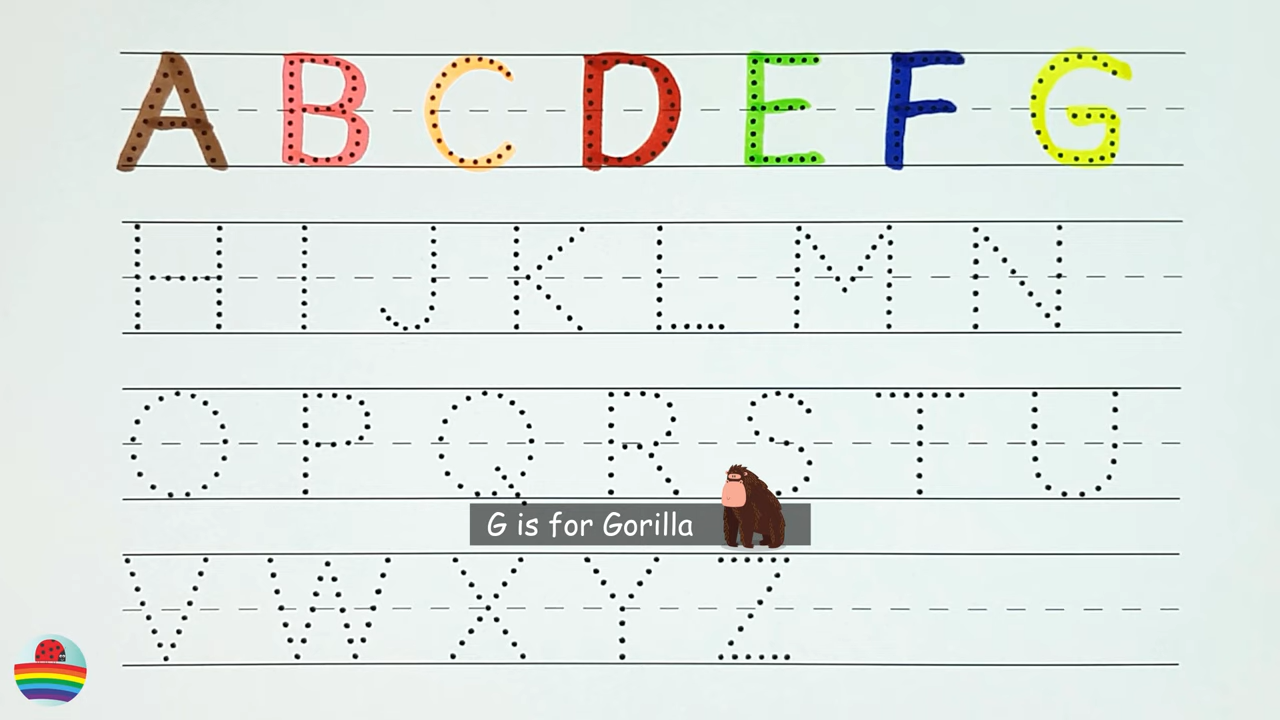 A B C D E F G
H I J K L M N
O P Q R S T U
G is for Gorilla
V W X Y Z